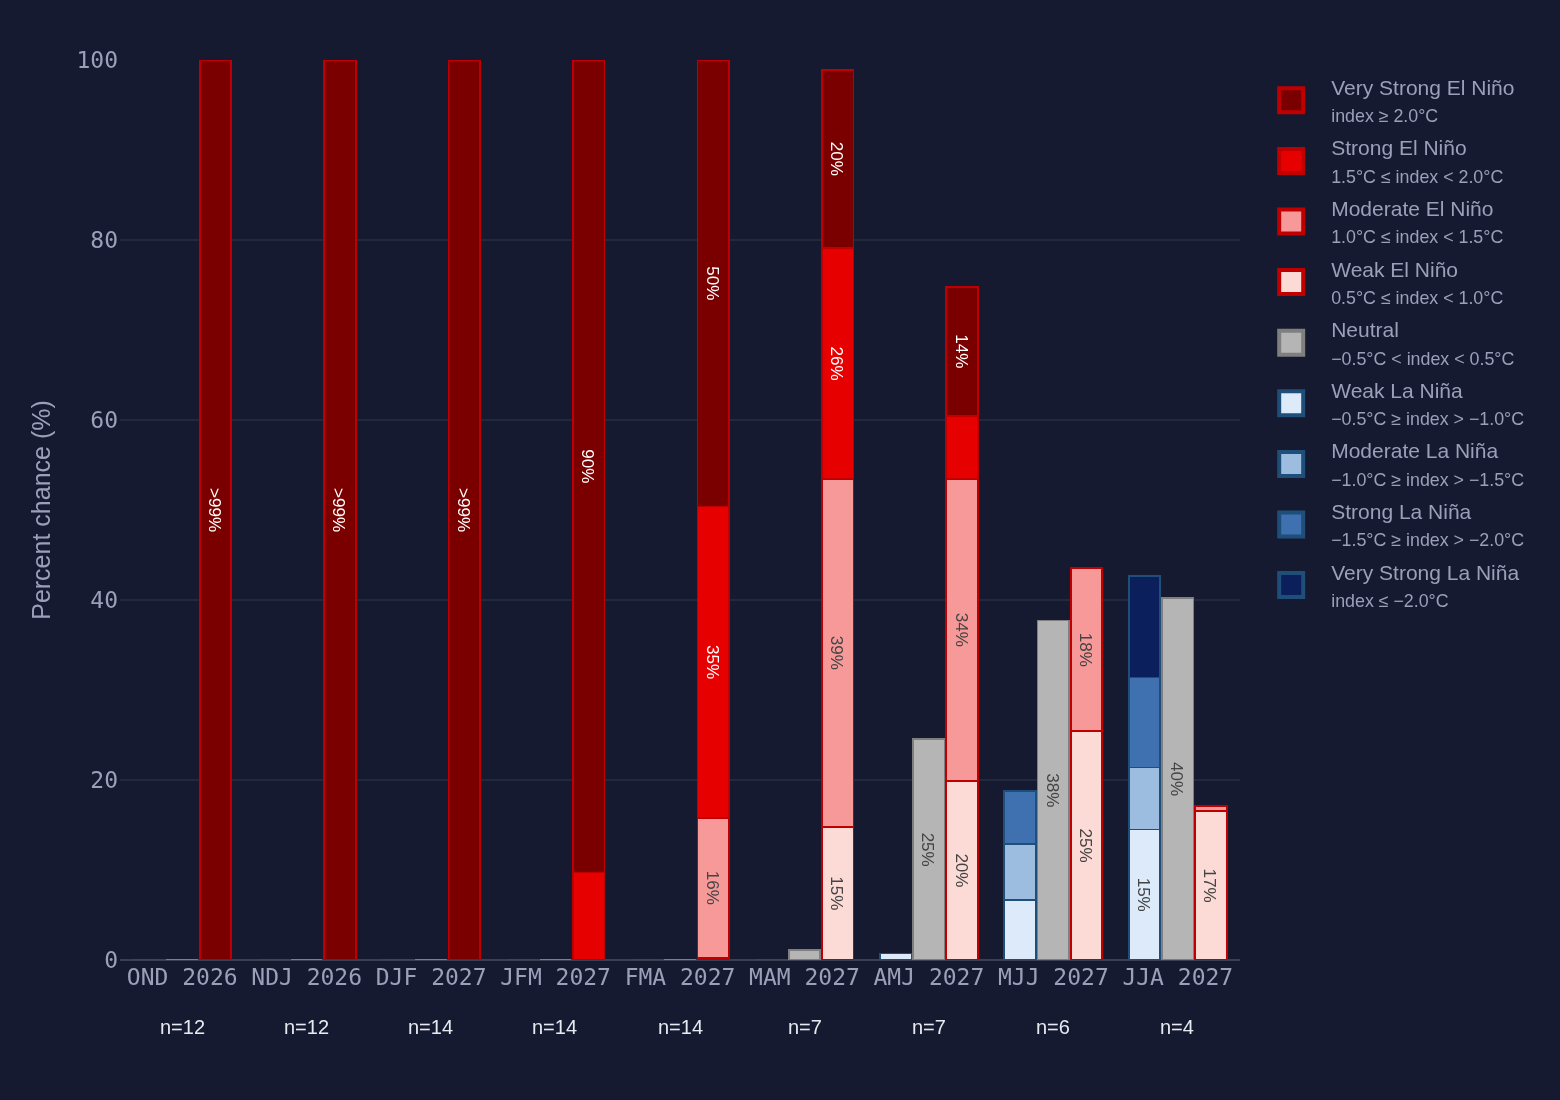 100
80
60
40
20
0
Percent chance (%)
>99%
>99%
>99%
90%
50%
35%
16%
20%
26%
39%
15%
25%
14%
34%
20%
38%
18%
25%
15%
40%
17%
OND 2026 NDJ 2026 DJF 2027 JFM 2027 FMA 2027 MAM 2027 AMJ 2027 MJJ 2027 JJA 2027
n=12 n=12 n=14 n=14 n=14 n=7 n=7 n=6 n=4
Very Strong El Niño
index ≥ 2.0°C
Strong El Niño
1.5°C ≤ index < 2.0°C
Moderate El Niño
1.0°C ≤ index < 1.5°C
Weak El Niño
0.5°C ≤ index < 1.0°C
Neutral
−0.5°C < index < 0.5°C
Weak La Niña
−0.5°C ≥ index > −1.0°C
Moderate La Niña
−1.0°C ≥ index > −1.5°C
Strong La Niña
−1.5°C ≥ index > −2.0°C
Very Strong La Niña
index ≤ −2.0°C